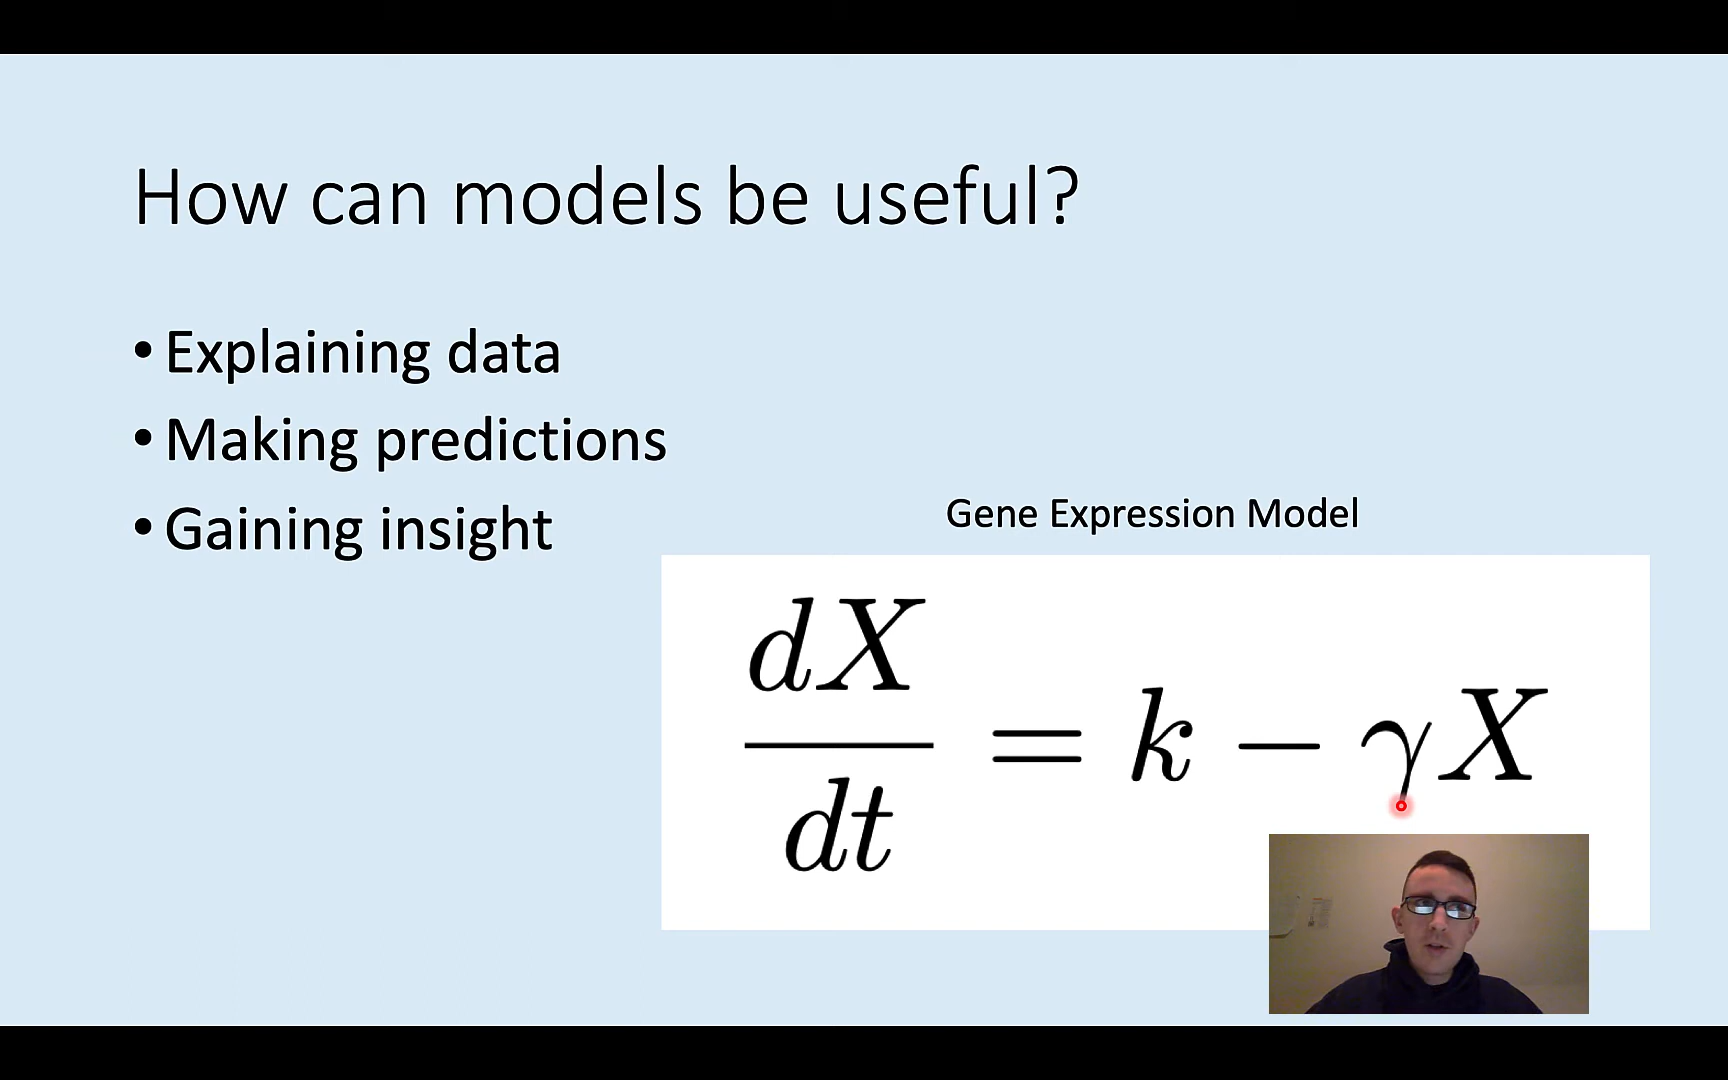 How can models be useful?
• Explaining data
• Making predictions
• Gaining insight
Gene Expression Model
dX/dt = k − γX